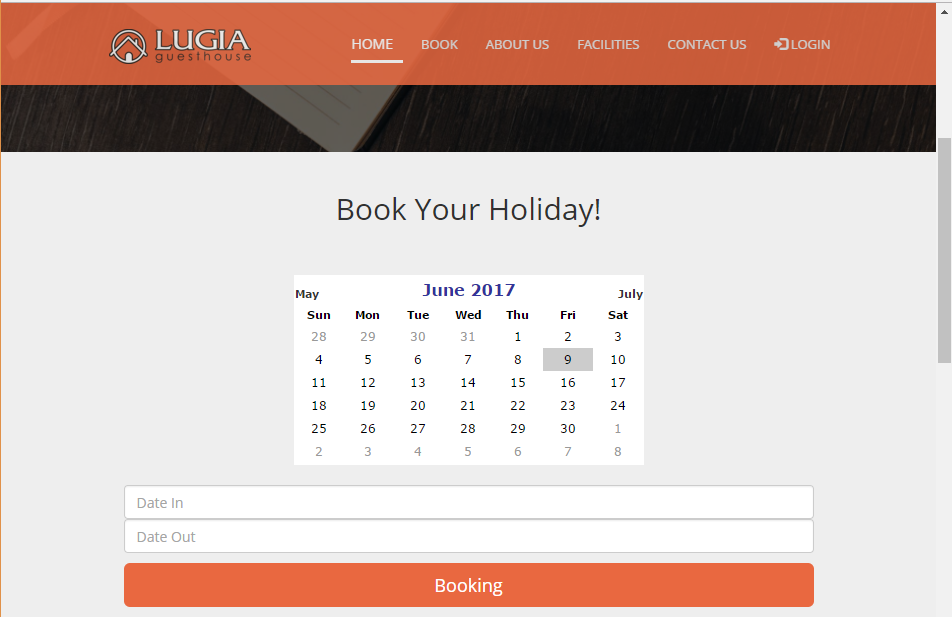 LUGIA
guesthouse
HOME BOOK ABOUT US FACILITIES CONTACT US LOGIN
Book Your Holiday!
May June 2017 July
Sun Mon Tue Wed Thu Fri Sat
28 29 30 31 1 2 3
4 5 6 7 8 9 10
11 12 13 14 15 16 17
18 19 20 21 22 23 24
25 26 27 28 29 30 1
2 3 4 5 6 7 8
Date In
Date Out
Booking